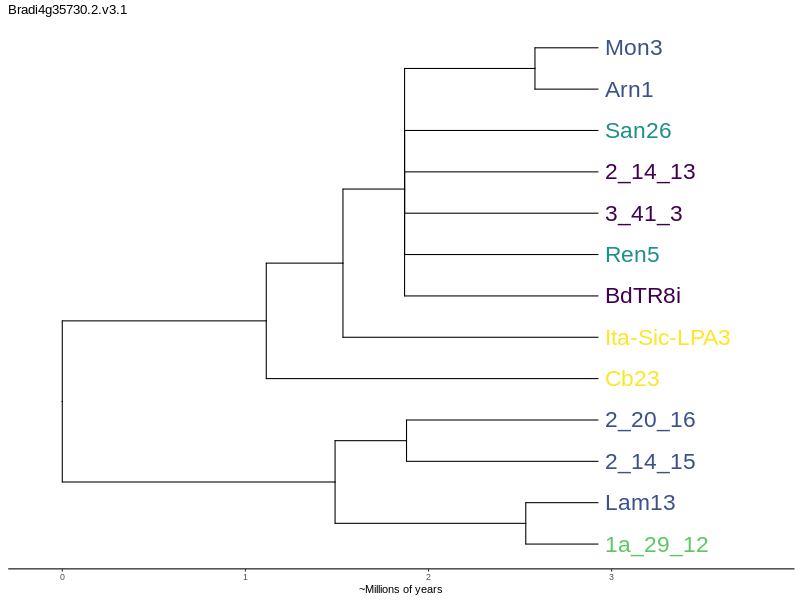 Bradi4g35730.2.v3.1
Mon3
Arn1
San26
2_14_13
3_41_3
Ren5
BdTR8i
Ita-Sic-LPA3
Cb23
2_20_16
2_14_15
Lam13
1a_29_12
0 1 2 3
~Millions of years